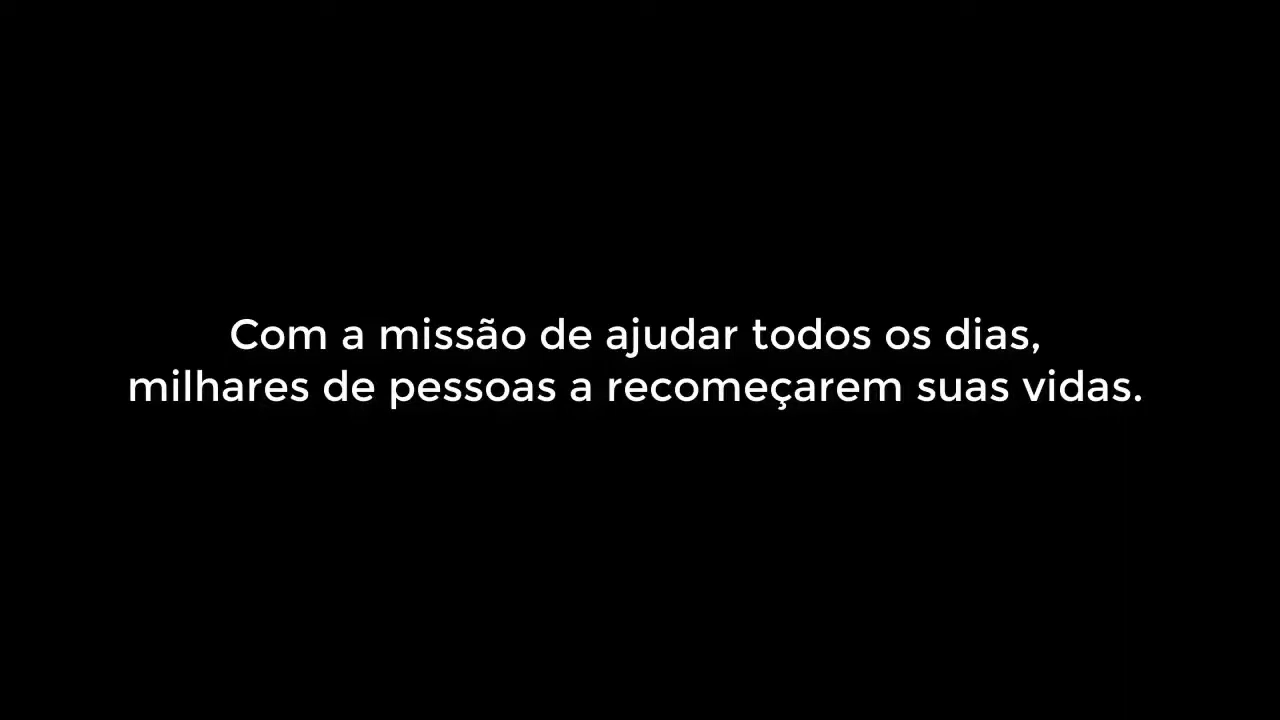 Com a missão de ajudar todos os dias,
milhares de pessoas a recomeçarem suas vidas.